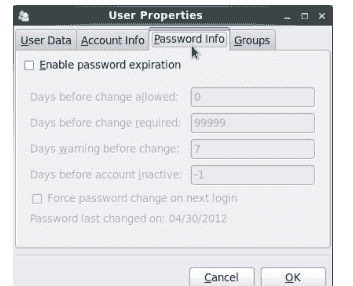 User Properties
User Data Account Info Password Info Groups
Enable password expiration
Days before change allowed: 0
Days before change required: 99999
Days warning before change: 7
Days before account inactive: -1
Force password change on next login
Password last changed on: 04/30/2012
Cancel OK